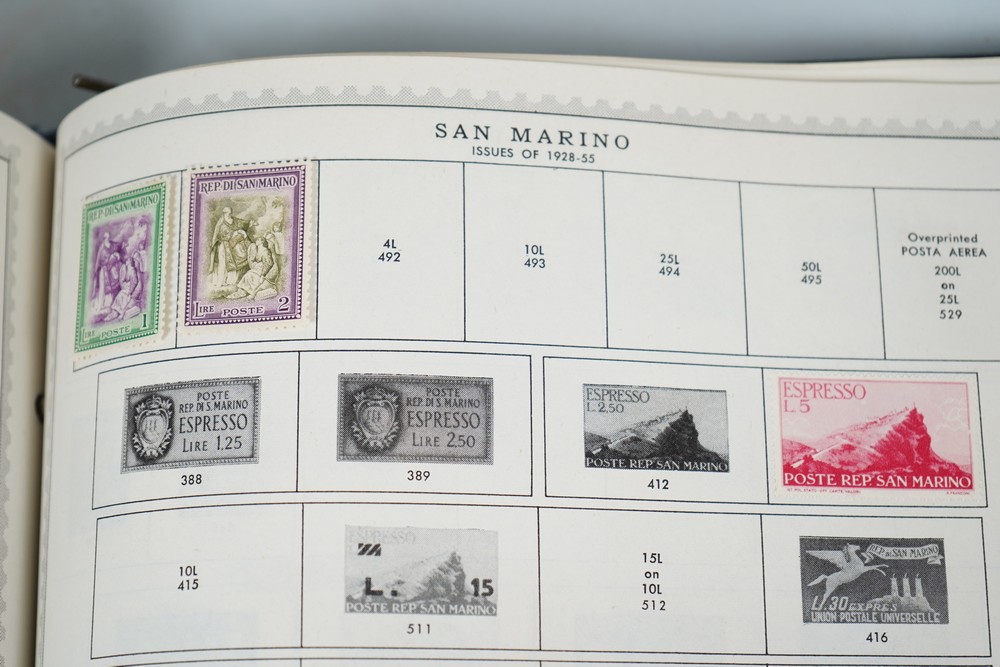 SAN MARINO
ISSUES OF 1928-55
REP. DI SAN MARINO
LIRE POSTE 1
REP. DI SAN MARINO
LIRE POSTE 2
4L
492
10L
493
25L
494
50L
495
Overprinted
POSTA AEREA
200L
on
25L
529
POSTE
REP. DI S. MARINO
ESPRESSO
LIRE 1,25
388
POSTE
REP. DI S. MARINO
ESPRESSO
LIRE 2,50
389
ESPRESSO
L.2,50
POSTE REP. SAN MARINO
412
ESPRESSO
L 5
POSTE REP. SAN MARINO
10L
415
ESPRESSO
L. 15
POSTE REP. SAN MARINO
511
15L
on
10L
512
REP. DI SAN MARINO
L.30 EXPRES
UNION POSTALE UNIVERSELLE
416